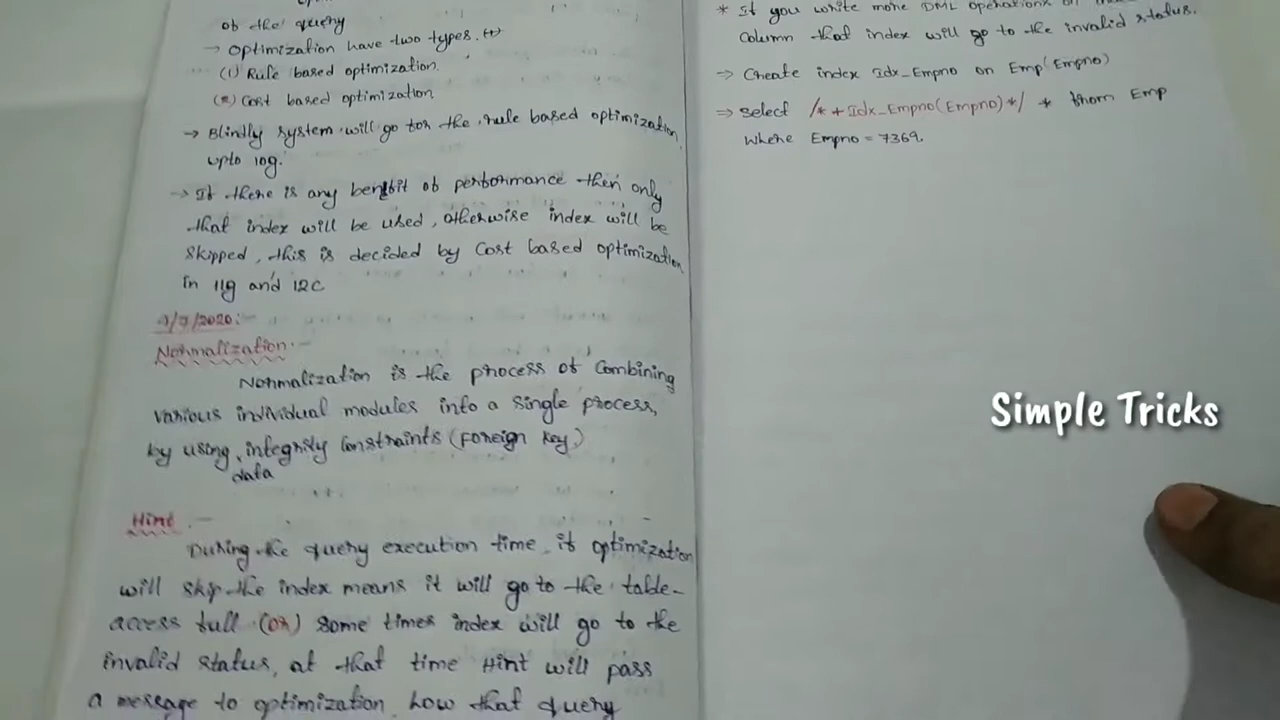 of the query
→ Optimization have two types.
(1) Rule based optimization.
(2) Cost based optimization.
→ Blindly system will go for the rule based optimization
upto 10g.
→ If there is any benefit of performance then only
that index will be used, otherwise index will be
skipped, this is decided by Cost based optimization
in 11g and 12c
9/7/2020:-
Normalization:-
Normalization is the process of Combining
various individual modules into a single process,
by using, integrity constraints (Foreign key)
data
Hint :-
During the query execution time, if optimization
will skip the index means it will go to the table-
access full (or) some times index will go to the
invalid status, at that time Hint will pass
a message to optimization how that query
* If you write more DML operations on
Column that index will go to the invalid status.
⇒ Create index Idx_Empno on Emp(Empno)
⇒ Select /*+Idx_Empno(Empno)*/ * from Emp
Where Empno = 7369.
Simple Tricks